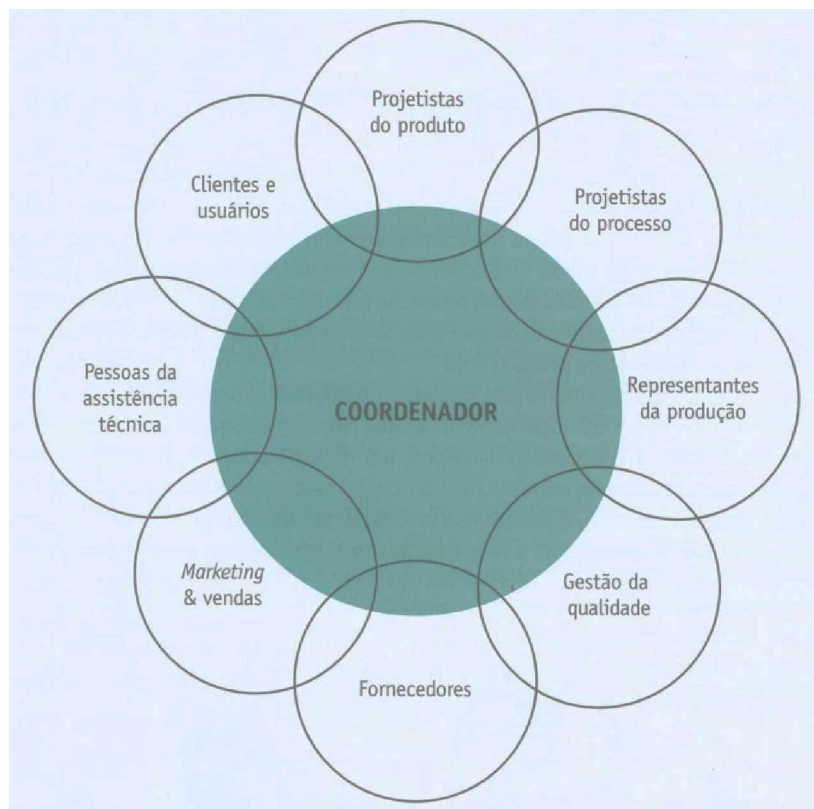 Projetistas
do produto
Clientes e
usuários
Projetistas
do processo
Pessoas da
assistência
técnica
COORDENADOR
Representantes
da produção
Marketing
& vendas
Gestão da
qualidade
Fornecedores